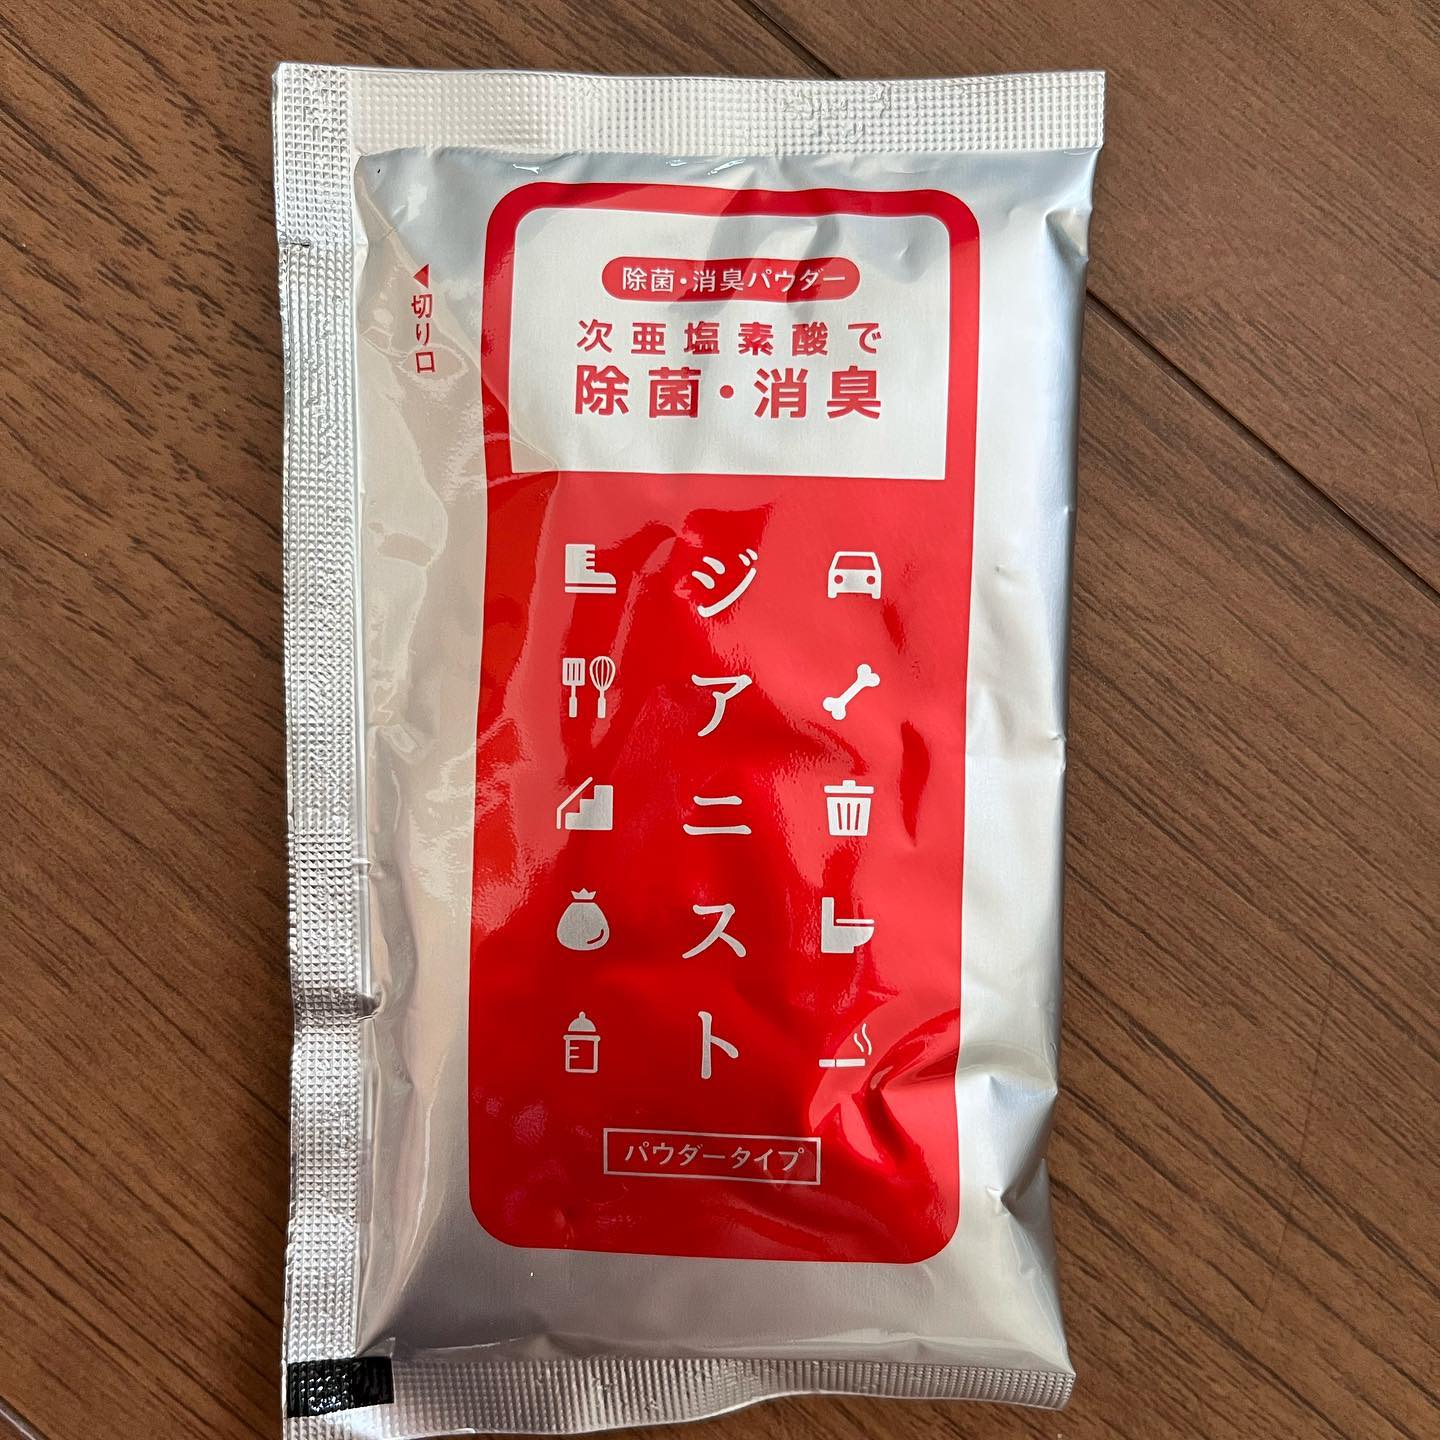 除菌・消臭パウダー
次亜塩素酸で
除菌・消臭
◀切り口
ジアニスト
パウダータイプ